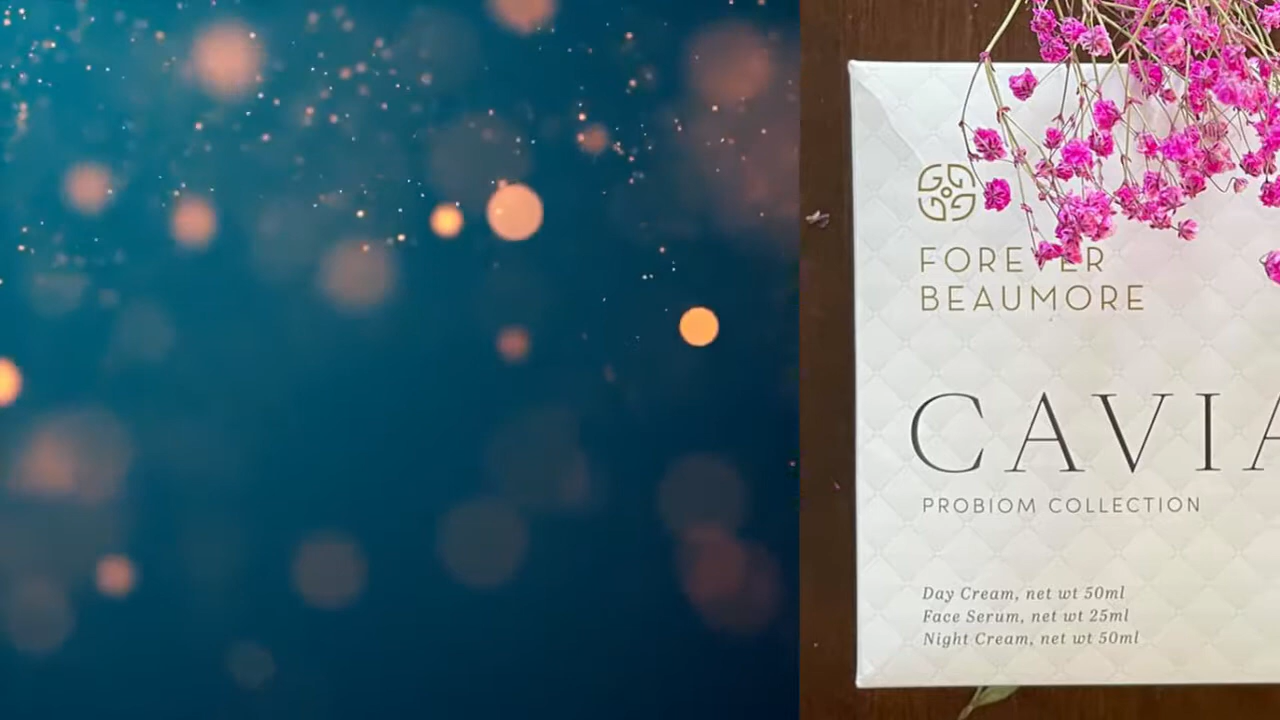 FOREVER
BEAUMORE
CAVIA
PROBIOM COLLECTION
Day Cream, net wt 50ml
Face Serum, net wt 25ml
Night Cream, net wt 50ml